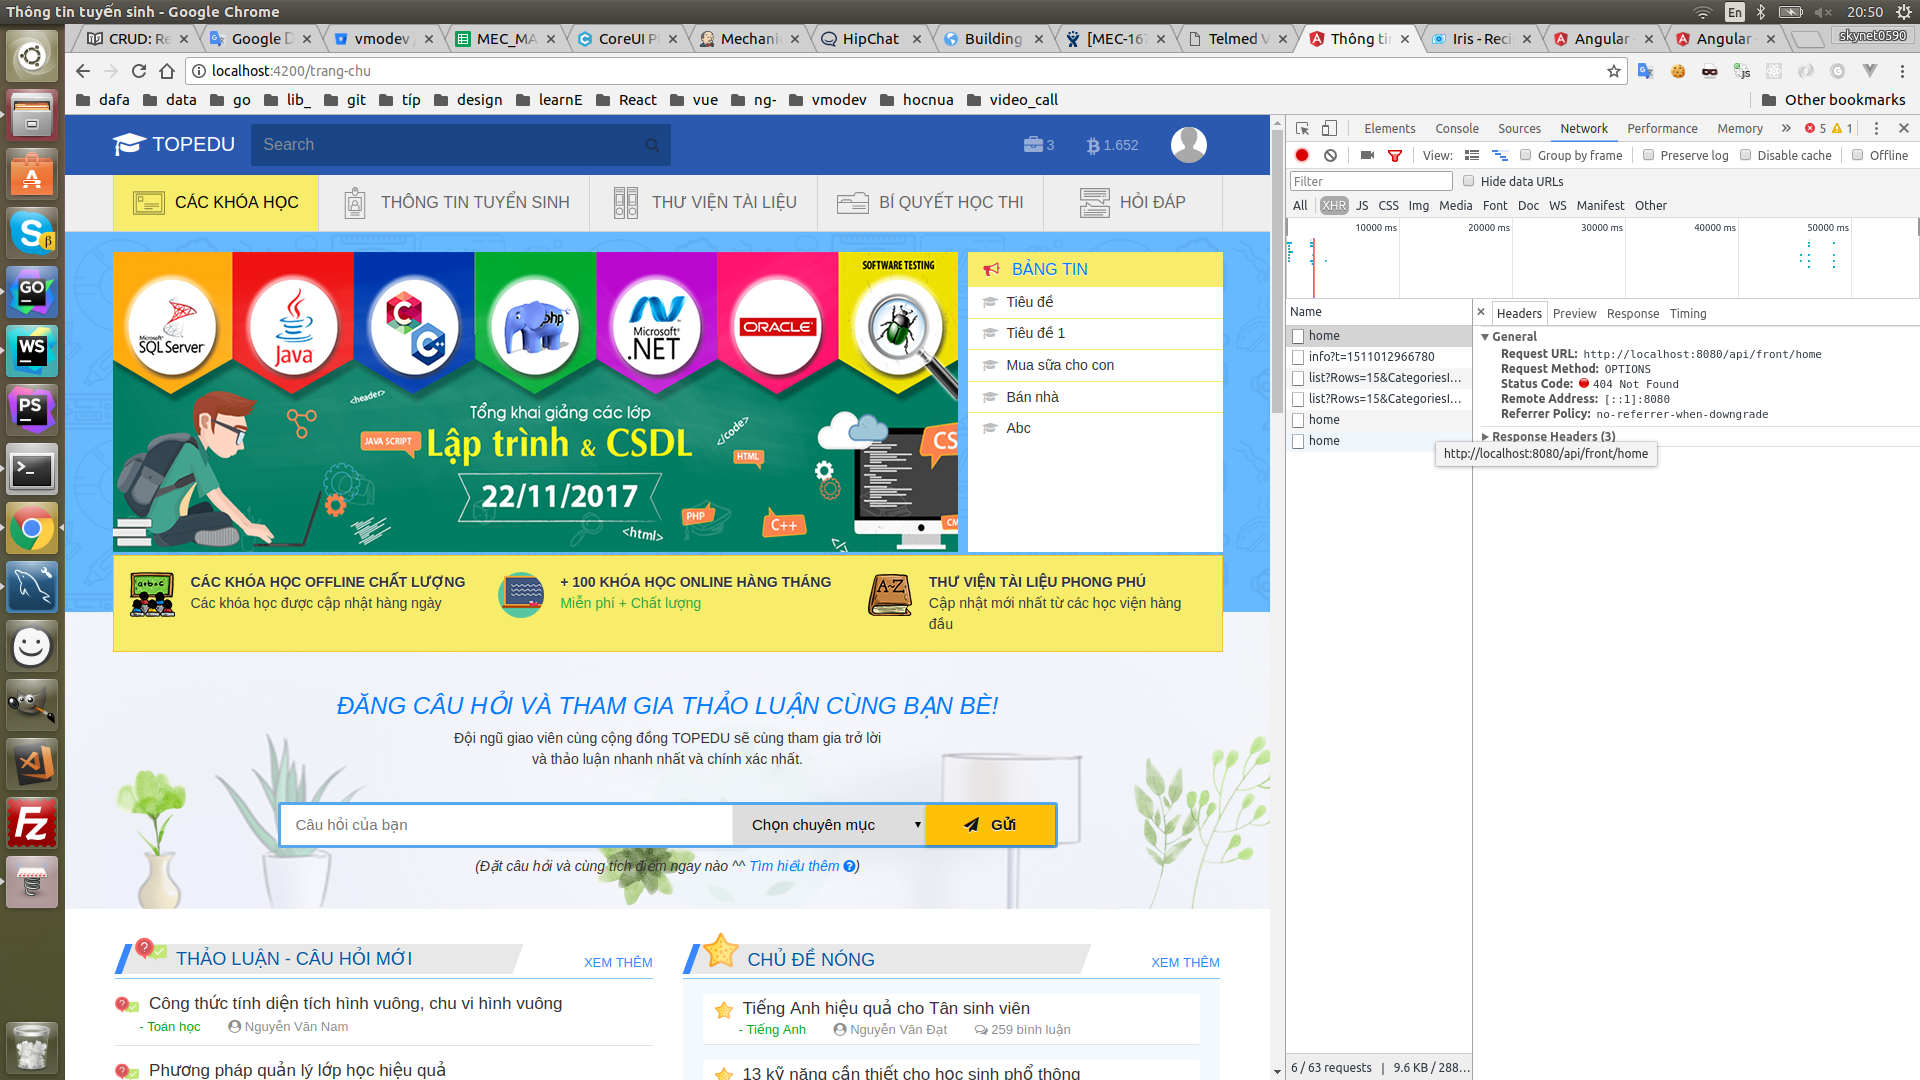 Thông tin tuyển sinh - Google Chrome
En
20:50
CRUD: Re
Google D
vmodev /
MEC_MA
CoreUI P
Mechani
HipChat
Building
[MEC-167
Telmed V
Thông tin
Iris - Reci
Angular -
Angular -
skynet0590
localhost:4200/trang-chu
dafa
data
go
lib_
git
típ
design
learnE
React
vue
ng-
vmodev
hocnua
video_call
Other bookmarks
TOPEDU
Search
3
1.652
CÁC KHÓA HỌC
THÔNG TIN TUYỂN SINH
THƯ VIỆN TÀI LIỆU
BÍ QUYẾT HỌC THI
HỎI ĐÁP
Microsoft SQL Server
Java
php
Microsoft .NET
ORACLE
SOFTWARE TESTING
<header>
Tổng khai giảng các lớp
JAVA SCRIPT
Lập trình & CSDL
</code>
HTML
CS
22/11/2017
PHP
C++
<html>
BẢNG TIN
Tiêu đề
Tiêu đề 1
Mua sữa cho con
Bán nhà
Abc
CÁC KHÓA HỌC OFFLINE CHẤT LƯỢNG
Các khóa học được cập nhật hàng ngày
+ 100 KHÓA HỌC ONLINE HÀNG THÁNG
Miễn phí + Chất lượng
A-Z
THƯ VIỆN TÀI LIỆU PHONG PHÚ
Cập nhật mới nhất từ các học viện hàng
đầu
ĐĂNG CÂU HỎI VÀ THAM GIA THẢO LUẬN CÙNG BẠN BÈ!
Đội ngũ giao viên cùng cộng đồng TOPEDU sẽ cùng tham gia trở lời
và thảo luận nhanh nhất và chính xác nhất.
Câu hỏi của bạn
Chọn chuyên mục
Gửi
(Đặt câu hỏi và cùng tích điểm ngay nào ^^ Tìm hiểu thêm ?)
THẢO LUẬN - CÂU HỎI MỚI
XEM THÊM
Công thức tính diện tích hình vuông, chu vi hình vuông
- Toán học
Nguyễn Văn Nam
Phương pháp quản lý lớp học hiệu quả
CHỦ ĐỀ NÓNG
XEM THÊM
Tiếng Anh hiệu quả cho Tân sinh viên
- Tiếng Anh
Nguyễn Văn Đạt
259 bình luận
13 kỹ năng cần thiết cho học sinh phổ thông
Elements
Console
Sources
Network
Performance
Memory
5
1
View:
Group by frame
Preserve log
Disable cache
Offline
Filter
Hide data URLs
All
XHR
JS
CSS
Img
Media
Font
Doc
WS
Manifest
Other
10000 ms
20000 ms
30000 ms
40000 ms
50000 ms
Name
home
info?t=1511012966780
list?Rows=15&CategoriesI...
list?Rows=15&CategoriesI...
home
home
Headers
Preview
Response
Timing
General
Request URL: http://localhost:8080/api/front/home
Request Method: OPTIONS
Status Code: 404 Not Found
Remote Address: [::1]:8080
Referrer Policy: no-referrer-when-downgrade
Response Headers (3)
http://localhost:8080/api/front/home
6 / 63 requests | 9.6 KB / 288...